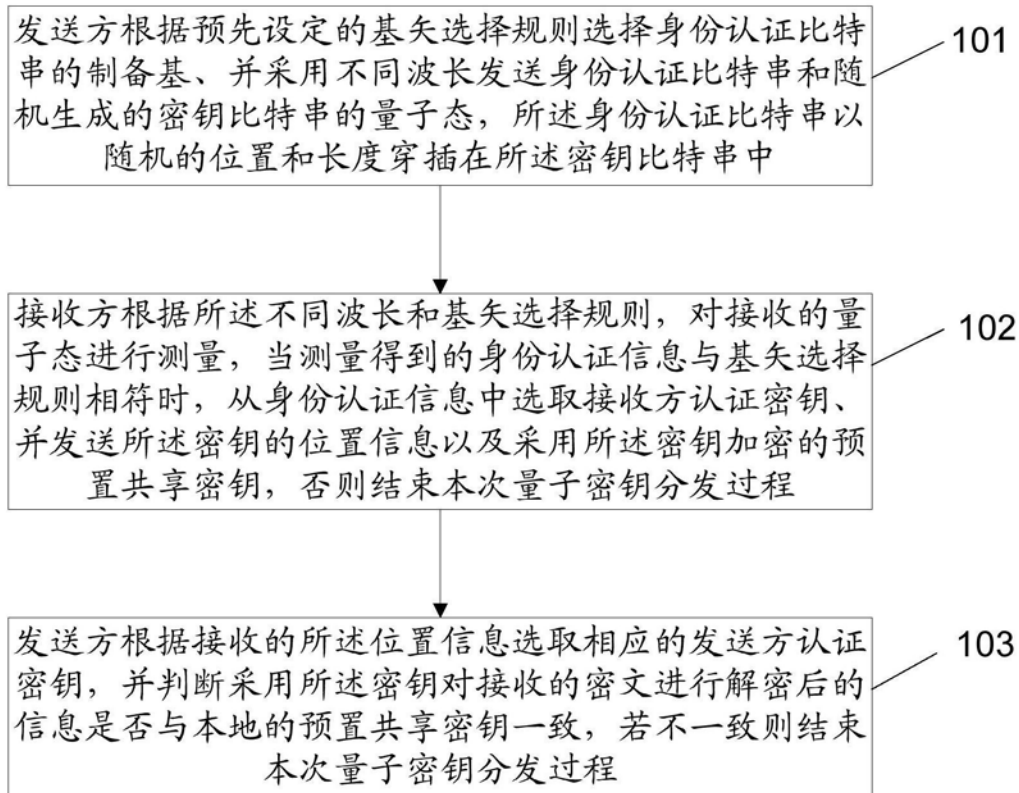 发送方根据预先设定的基矢选择规则选择身份认证比特
串的制备基、并采用不同波长发送身份认证比特串和随
机生成的密钥比特串的量子态，所述身份认证比特串以
随机的位置和长度穿插在所述密钥比特串中
101
接收方根据所述不同波长和基矢选择规则，对接收的量
子态进行测量，当测量得到的身份认证信息与基矢选择
规则相符时，从身份认证信息中选取接收方认证密钥、
并发送所述密钥的位置信息以及采用所述密钥加密的预
置共享密钥，否则结束本次量子密钥分发过程
102
发送方根据接收的所述位置信息选取相应的发送方认证
密钥，并判断采用所述密钥对接收的密文进行解密后的
信息是否与本地的预置共享密钥一致，若不一致则结束
本次量子密钥分发过程
103